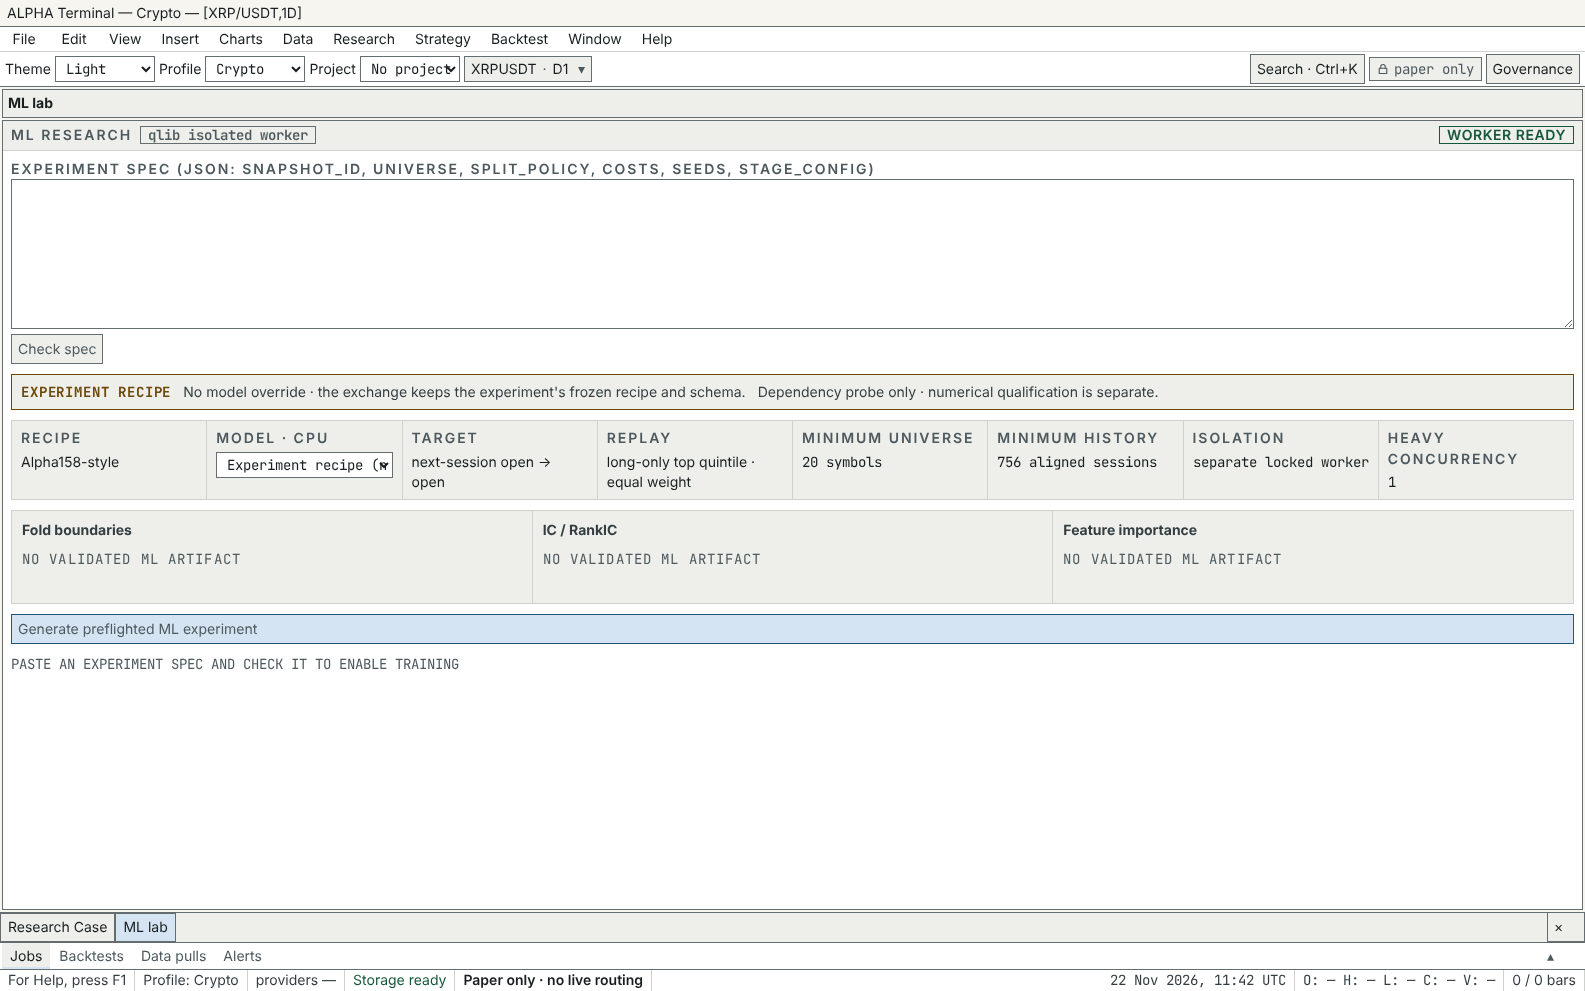 ALPHA Terminal — Crypto — [XRP/USDT,1D]
File Edit View Insert Charts Data Research Strategy Backtest Window Help
Theme Light Profile Crypto Project No project XRPUSDT · D1 ▾ Search · Ctrl+K paper only Governance
ML lab
ML RESEARCH qlib isolated worker WORKER READY
EXPERIMENT SPEC (JSON: SNAPSHOT_ID, UNIVERSE, SPLIT_POLICY, COSTS, SEEDS, STAGE_CONFIG)
Check spec
EXPERIMENT RECIPE No model override · the exchange keeps the experiment's frozen recipe and schema. Dependency probe only · numerical qualification is separate.
RECIPE
Alpha158-style
MODEL · CPU
Experiment recipe (
TARGET
next-session open →
open
REPLAY
long-only top quintile ·
equal weight
MINIMUM UNIVERSE
20 symbols
MINIMUM HISTORY
756 aligned sessions
ISOLATION
separate locked worker
HEAVY
CONCURRENCY
1
Fold boundaries
NO VALIDATED ML ARTIFACT
IC / RankIC
NO VALIDATED ML ARTIFACT
Feature importance
NO VALIDATED ML ARTIFACT
Generate preflighted ML experiment
PASTE AN EXPERIMENT SPEC AND CHECK IT TO ENABLE TRAINING
Research Case ML lab ×
Jobs Backtests Data pulls Alerts ▴
For Help, press F1 Profile: Crypto providers — Storage ready Paper only · no live routing 22 Nov 2026, 11:42 UTC O: — H: — L: — C: — V: — 0 / 0 bars